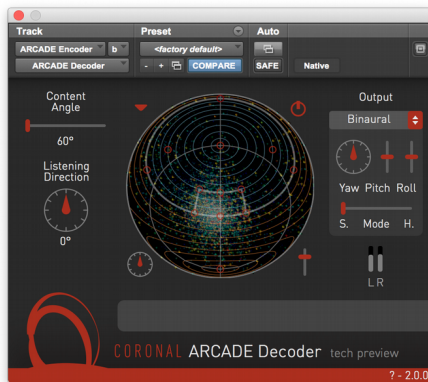 Track Preset Auto
ARCADE Encoder b <factory default>
ARCADE Decoder - + COMPARE SAFE Native
Content Angle
60°
Listening Direction
0°
Output
Binaural
Yaw Pitch Roll
S. Mode H.
L R
CORONAL ARCADE Decoder tech preview
? - 2.0.0